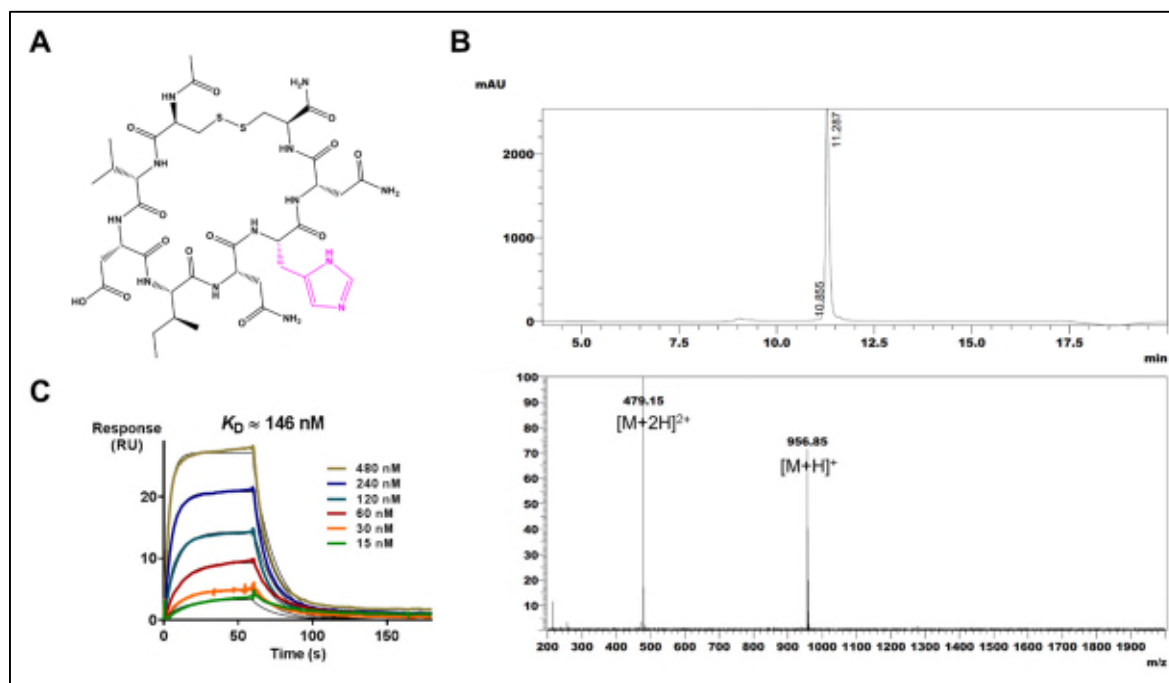 A
O
NH
H₂N
O
S
S
O
NH
O
NH
O
NH₂
HN
O
HN
O
O
O
HN
O
NH
O
NH
HO
O
O
NH₂
NH
N
B
mAU
2000
1000
0
11.287
10.855
5.0 7.5 10.0 12.5 15.0 17.5
min
100
90
80
70
60
50
40
30
20
10
479.15
[M+2H]²⁺
956.85
[M+H]⁺
200 300 400 500 600 700 800 900 1000 1100 1200 1300 1400 1500 1600 1700 1800 1900
m/z
C
K_D ≈ 146 nM
Response
(RU)
20
10
0
480 nM
240 nM
120 nM
60 nM
30 nM
15 nM
0 50 100 150
Time (s)